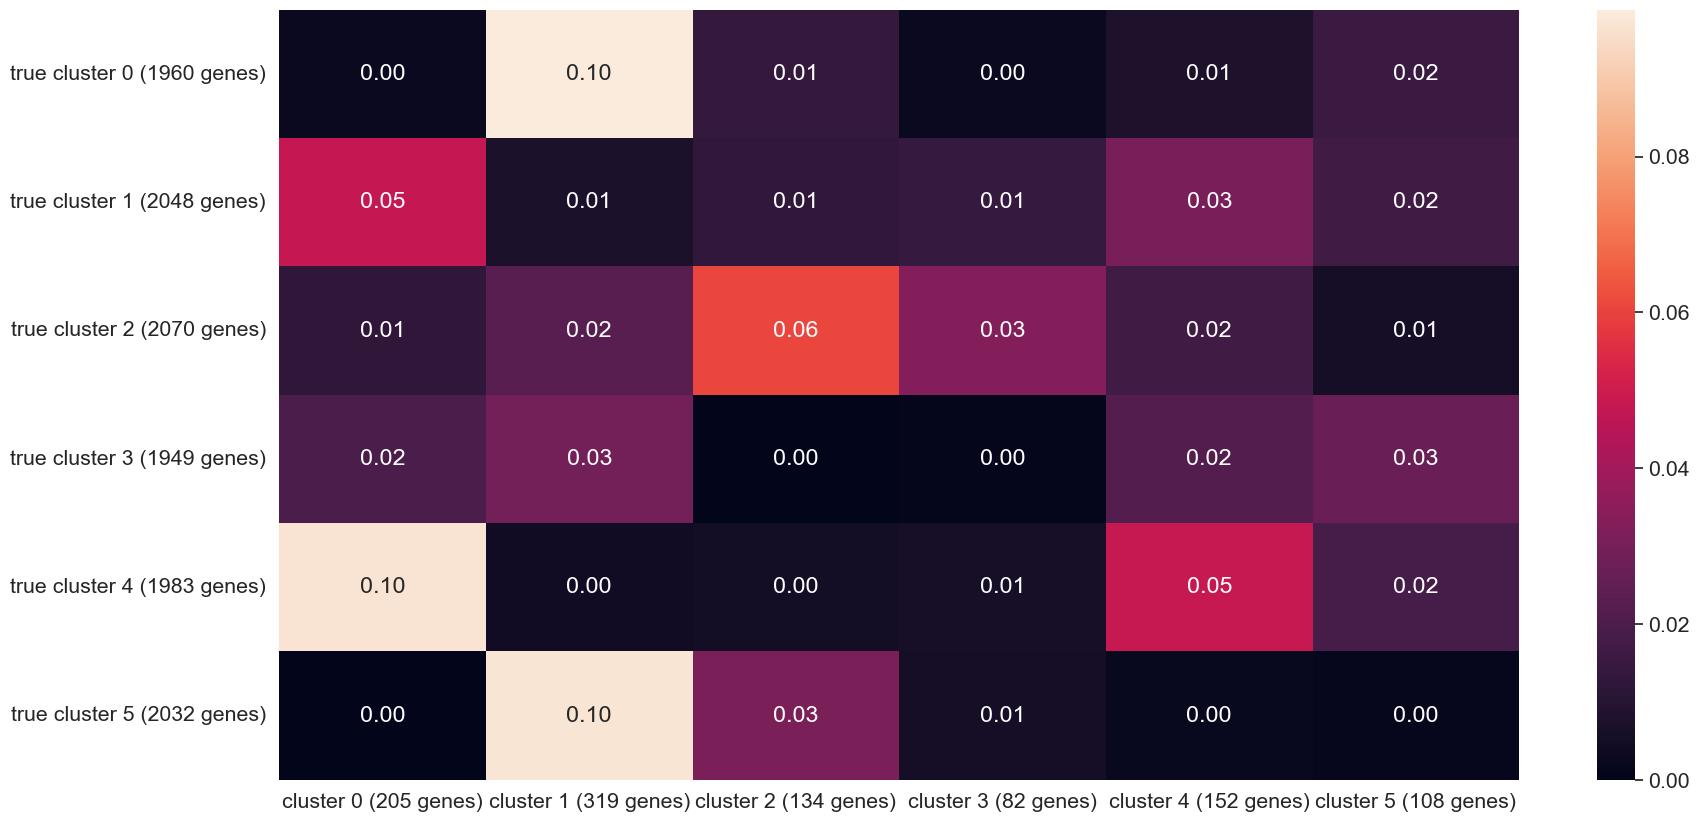 true cluster 0 (1960 genes) 0.00 0.10 0.01 0.00 0.01 0.02
true cluster 1 (2048 genes) 0.05 0.01 0.01 0.01 0.03 0.02
true cluster 2 (2070 genes) 0.01 0.02 0.06 0.03 0.02 0.01
true cluster 3 (1949 genes) 0.02 0.03 0.00 0.00 0.02 0.03
true cluster 4 (1983 genes) 0.10 0.00 0.00 0.01 0.05 0.02
true cluster 5 (2032 genes) 0.00 0.10 0.03 0.01 0.00 0.00
cluster 0 (205 genes) cluster 1 (319 genes) cluster 2 (134 genes) cluster 3 (82 genes) cluster 4 (152 genes) cluster 5 (108 genes)
0.08
0.06
0.04
0.02
0.00